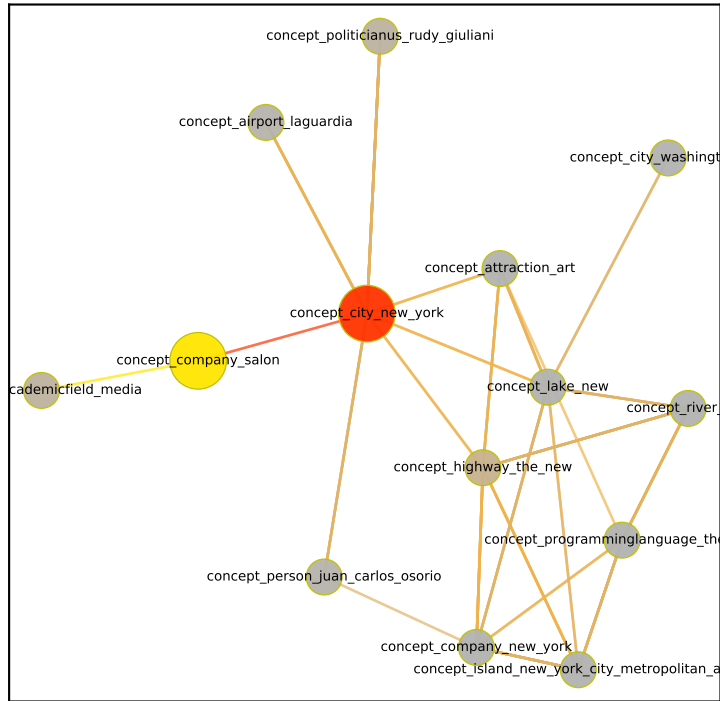 concept_politicianus_rudy_giuliani
concept_airport_laguardia
concept_city_washingt
concept_attraction_art
concept_city_new_york
concept_company_salon
cademicfield_media
concept_lake_new
concept_river_
concept_highway_the_new
concept_programminglanguage_the
concept_person_juan_carlos_osorio
concept_company_new_york
concept_island_new_york_city_metropolitan_a